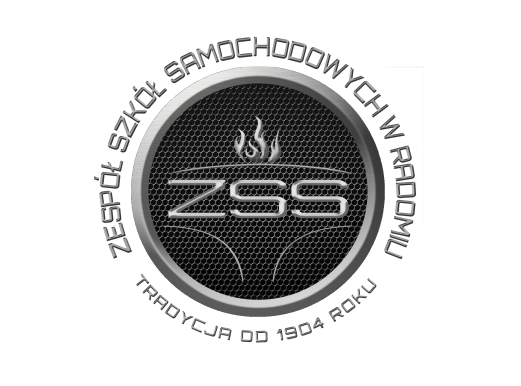 ZESPÓŁ SZKÓŁ SAMOCHODOWYCH W RADOMIU
ZSS
TRADYCJA OD 1904 ROKU